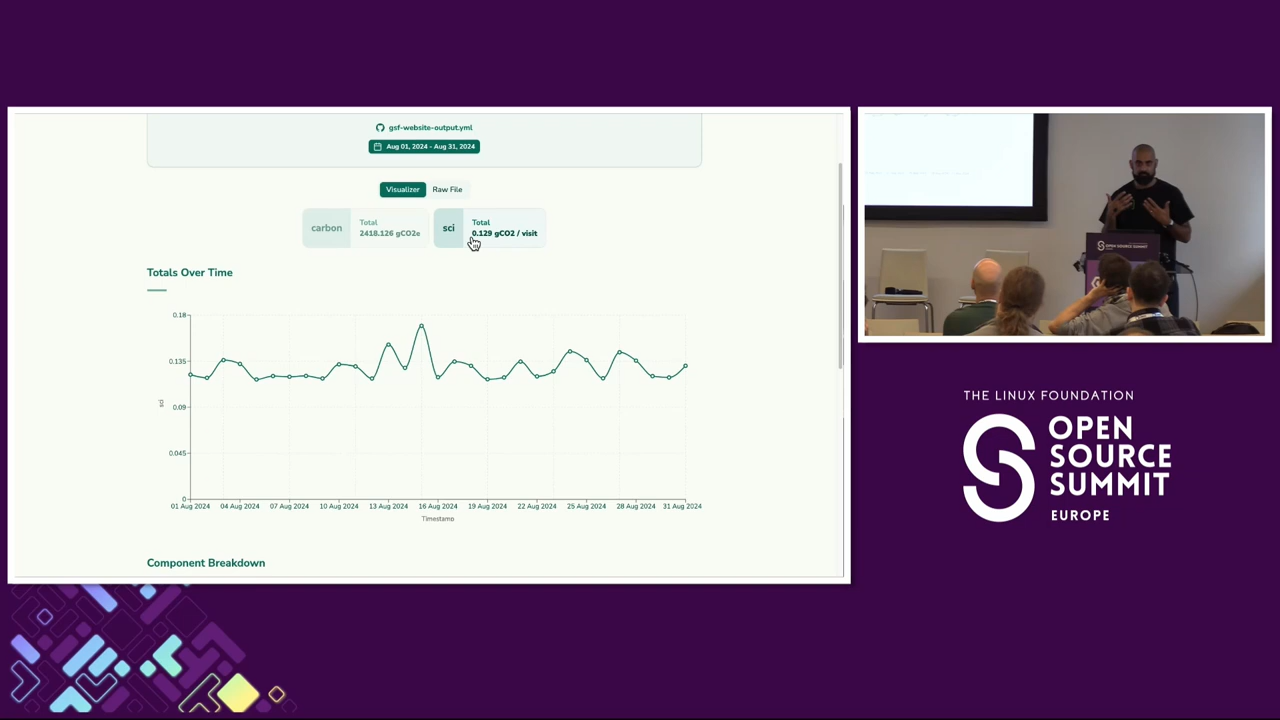 gsf-website-output.yml
Aug 01, 2024 - Aug 31, 2024
Visualizer
Raw File
carbon
Total
2418.126 gCO2e
sci
Total
0.129 gCO2 / visit
Totals Over Time
0.18
0.135
0.09
0.045
0
sci
01 Aug 2024
04 Aug 2024
07 Aug 2024
10 Aug 2024
13 Aug 2024
16 Aug 2024
19 Aug 2024
22 Aug 2024
25 Aug 2024
28 Aug 2024
31 Aug 2024
Timestamp
Component Breakdown
OPEN SOURCE SUMMIT
THE LINUX FOUNDATION
OPEN
SOURCE
SUMMIT
EUROPE